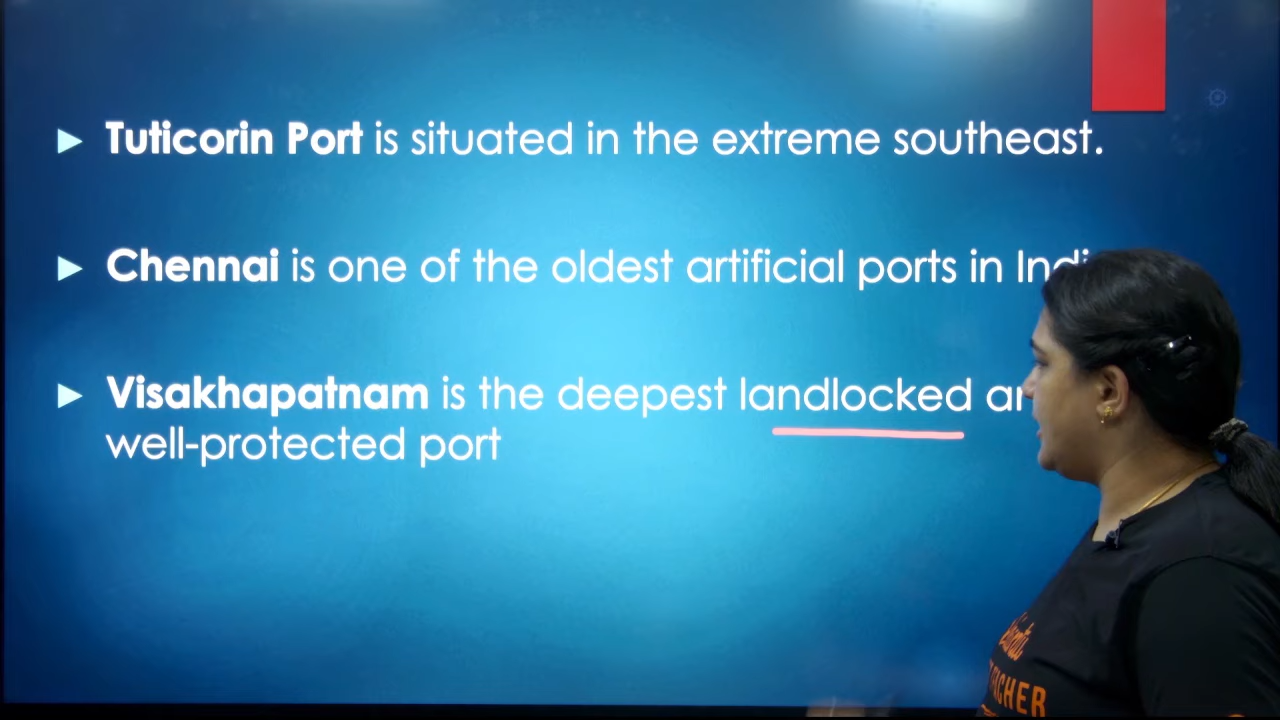 Tuticorin Port is situated in the extreme southeast.
Chennai is one of the oldest artificial ports in
Visakhapatnam is the deepest landlocked
well-protected port